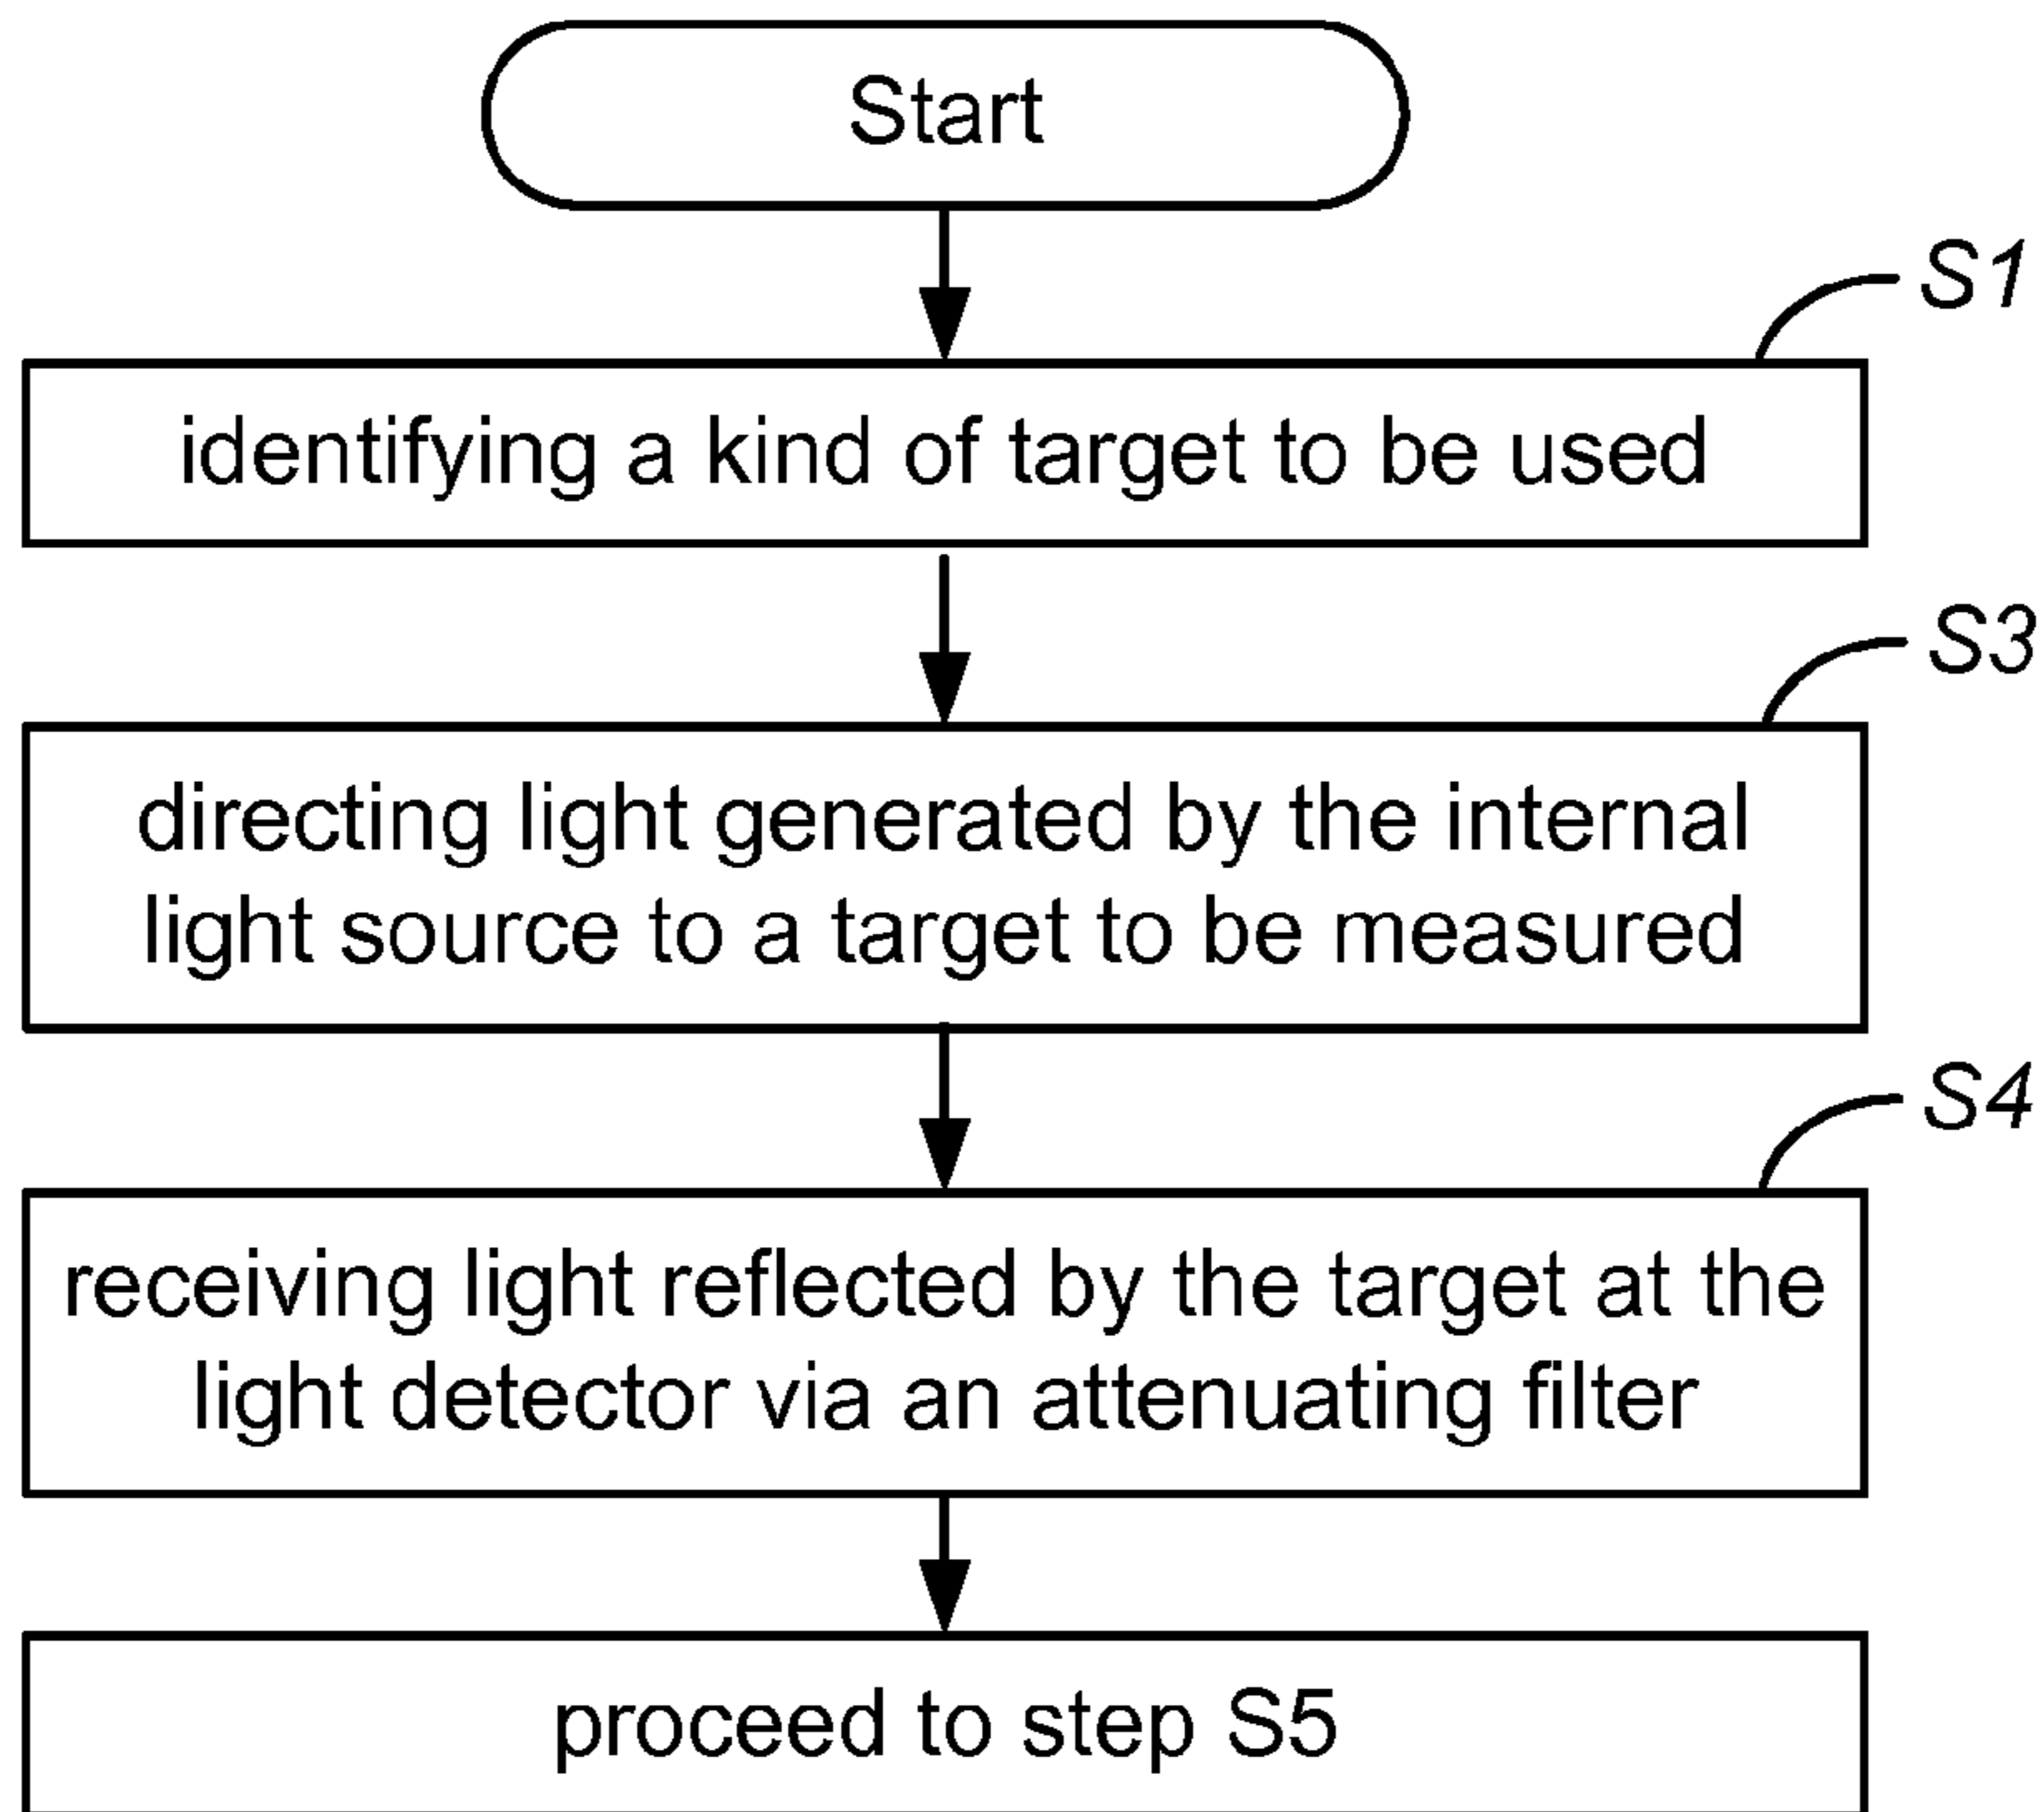 Start
S1
identifying a kind of target to be used
S3
directing light generated by the internal
light source to a target to be measured
S4
receiving light reflected by the target at the
light detector via an attenuating filter
proceed to step S5